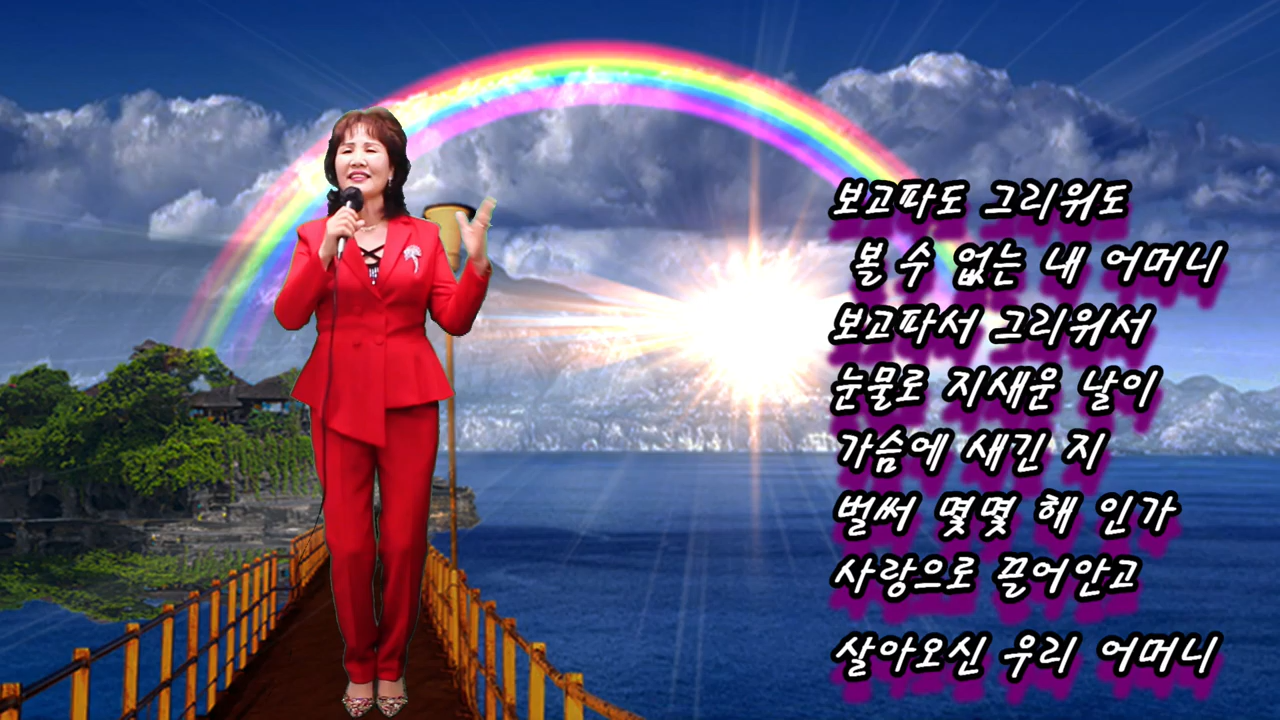 보고파도 그리워도
볼 수 없는 내 어머니
보고파서 그리워서
눈물로 지새운 날이
가슴에 새긴 지
벌써 몇몇 해 인가
사랑으로 끌어안고
살아오신 우리 어머니